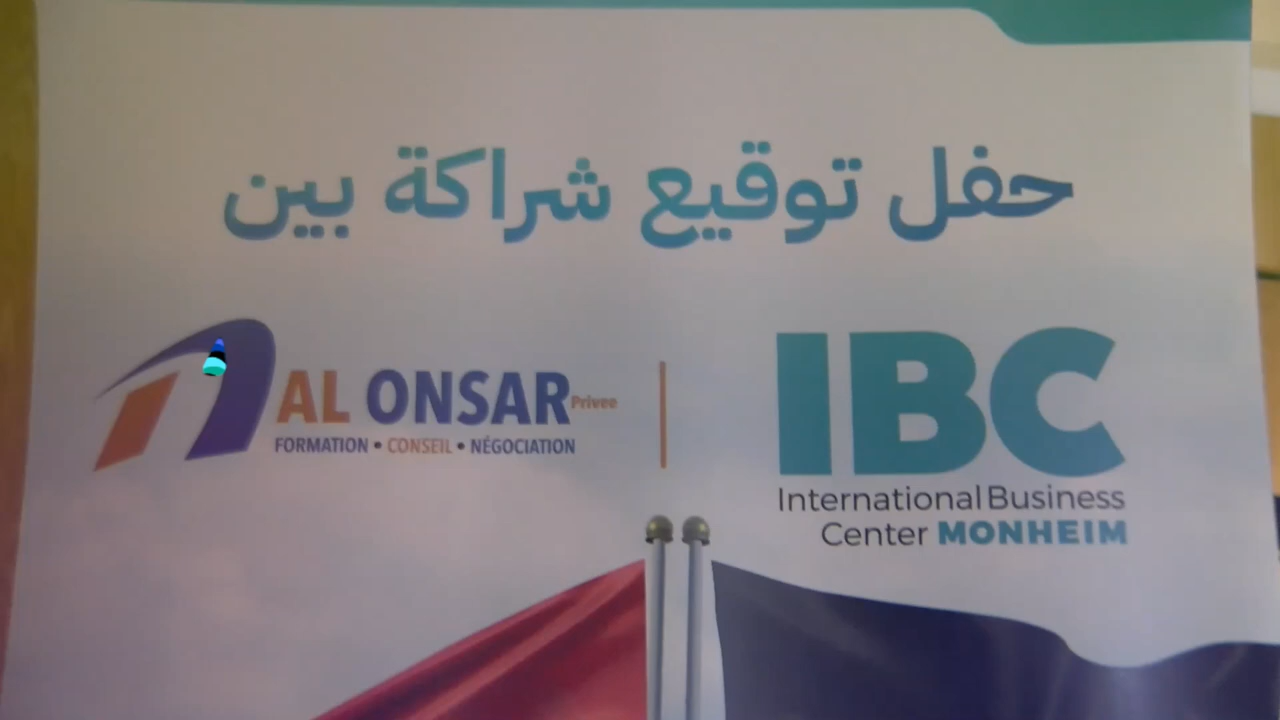 حفل توقيع شراكة بين
AL ONSAR Privee
FORMATION • CONSEIL • NÉGOCIATION
IBC
International Business
Center MONHEIM